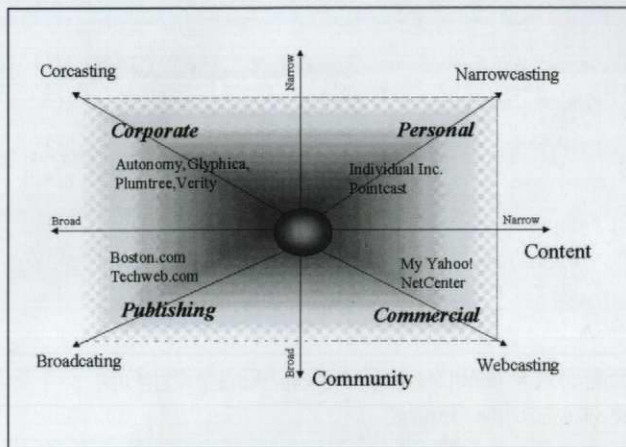 Corcasting
Narrow
Narrowcasting
Corporate
Personal
Autonomy,Glyphica,
Plumtree,Verity
Individual Inc.
Pointcast
Broad
Narrow
Content
Boston.com
Techweb.com
My Yahoo!
NetCenter
Publishing
Commercial
Broadcating
Broad
Community
Webcasting